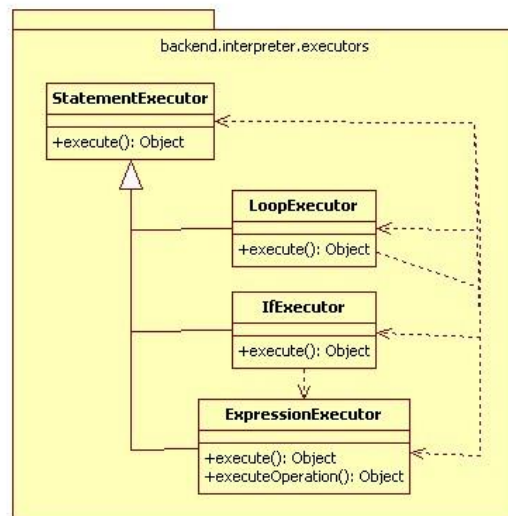 backend.interpreter.executors
StatementExecutor
+execute(): Object
LoopExecutor
+execute(): Object
IfExecutor
+execute(): Object
ExpressionExecutor
+execute(): Object
+executeOperation(): Object